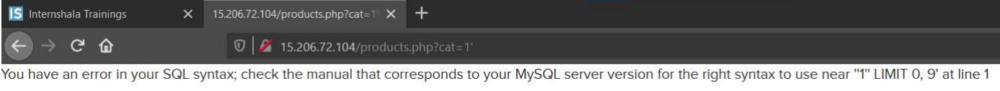 IS Internshala Trainings
15.206.72.104/products.php?cat=1
15.206.72.104/products.php?cat=1'
You have an error in your SQL syntax; check the manual that corresponds to your MySQL server version for the right syntax to use near ''1'' LIMIT 0, 9' at line 1